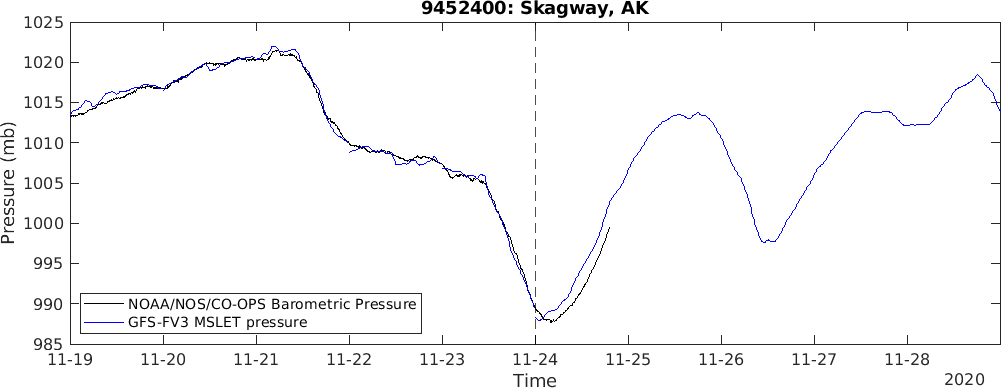 9452400: Skagway, AK
Pressure (mb)
1025
1020
1015
1010
1005
1000
995
990
985
NOAA/NOS/CO-OPS Barometric Pressure
GFS-FV3 MSLET pressure
11-19 11-20 11-21 11-22 11-23 11-24 11-25 11-26 11-27 11-28
Time
2020